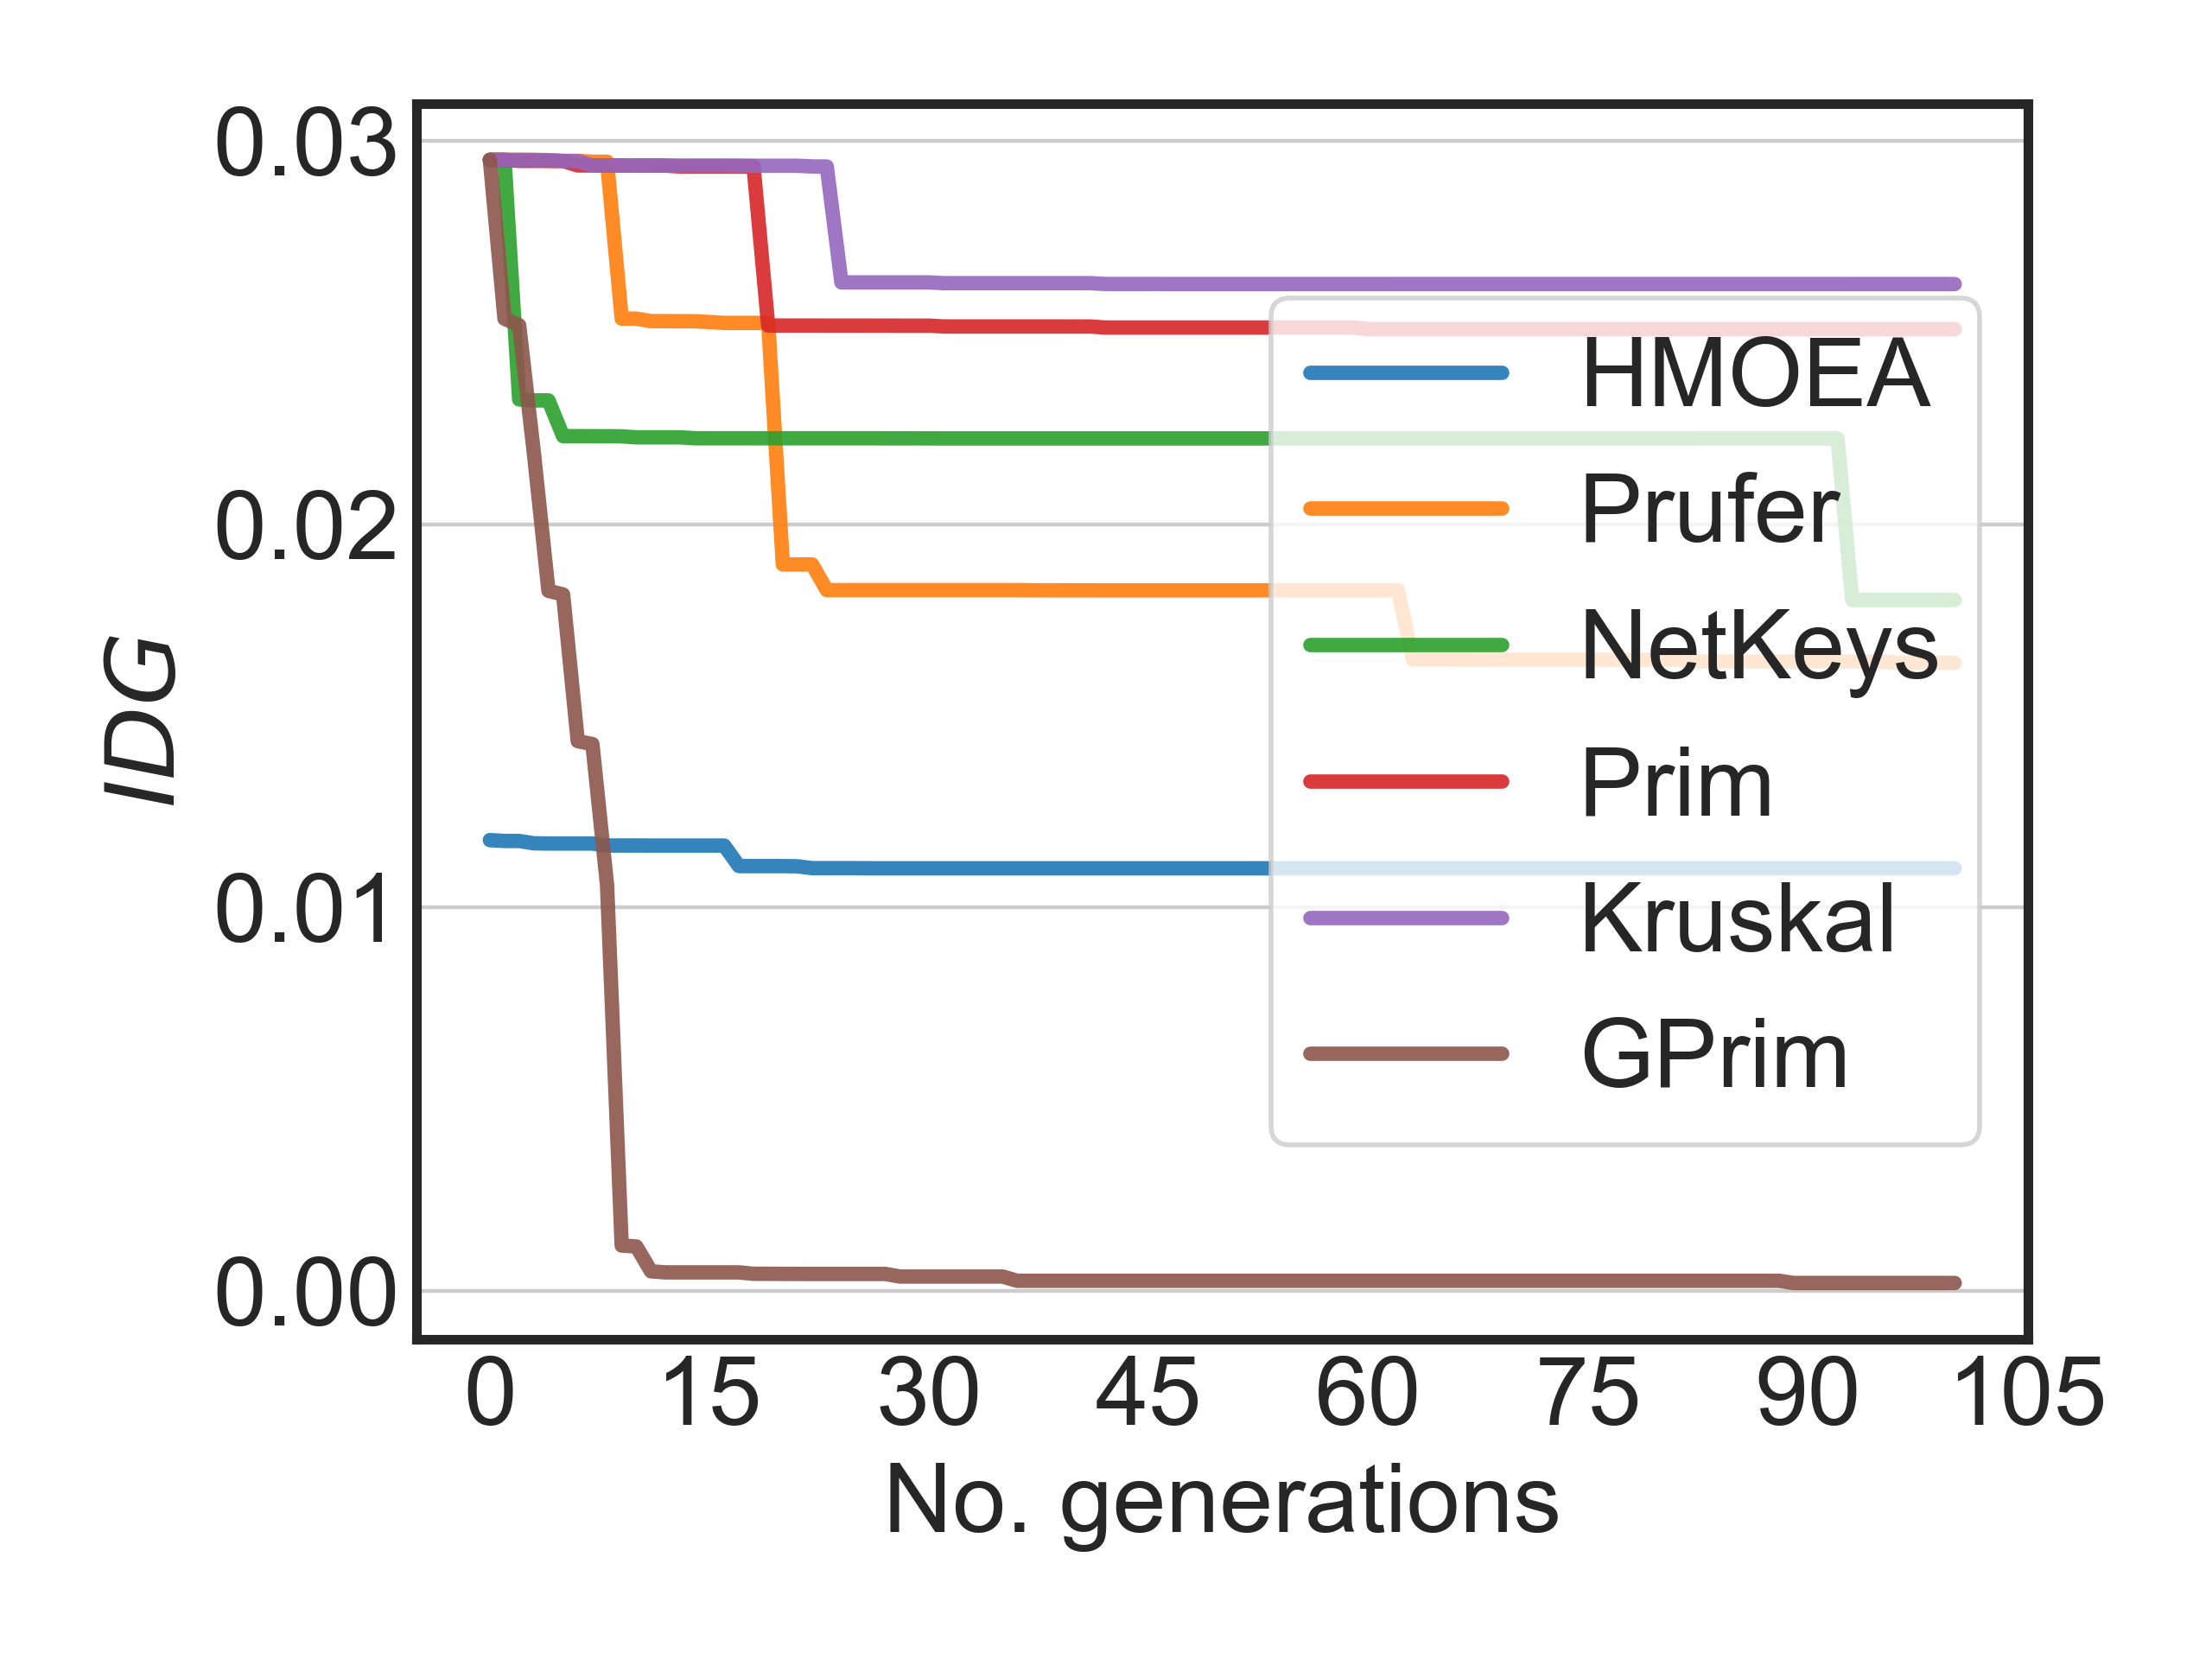 0.03
0.02
0.01
0.00
IDG
HMOEA
Prufer
NetKeys
Prim
Kruskal
GPrim
0 15 30 45 60 75 90 105
No. generations